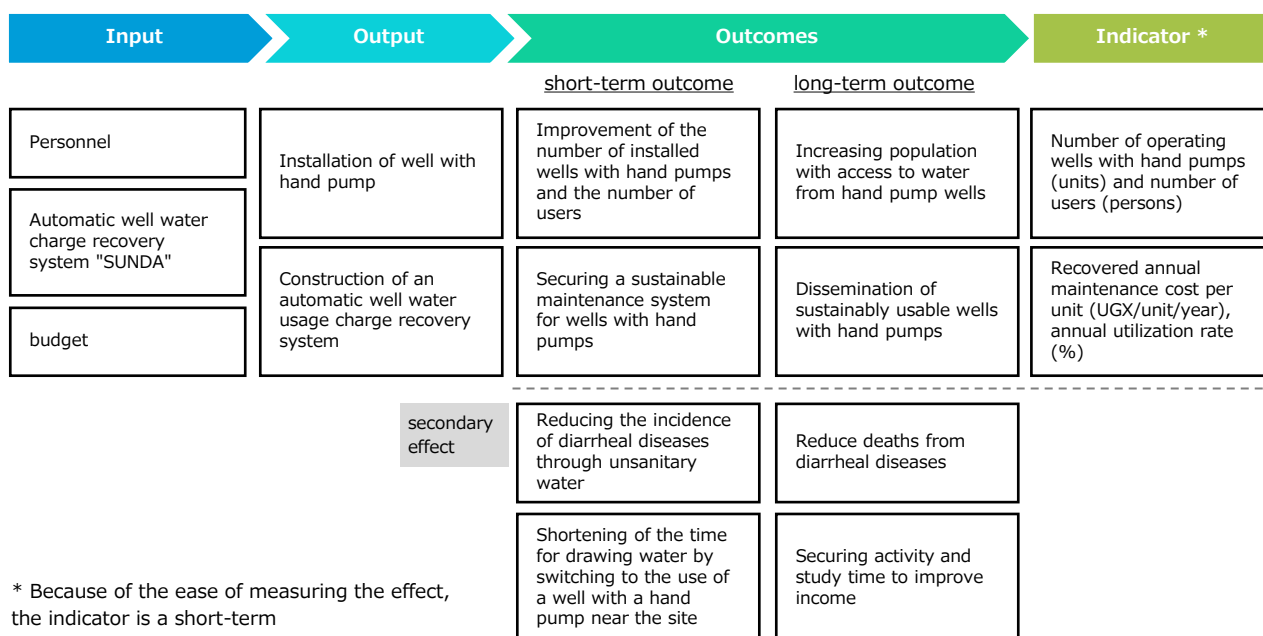 Input
Output
Outcomes
Indicator *
short-term outcome
long-term outcome
Personnel
Automatic well water
charge recovery
system "SUNDA"
budget
Installation of well with
hand pump
Construction of an
automatic well water
usage charge recovery
system
Improvement of the
number of installed
wells with hand pumps
and the number of
users
Increasing population
with access to water
from hand pump wells
Number of operating
wells with hand pumps
(units) and number of
users (persons)
Securing a sustainable
maintenance system
for wells with hand
pumps
Dissemination of
sustainably usable wells
with hand pumps
Recovered annual
maintenance cost per
unit (UGX/unit/year),
annual utilization rate
(%)
secondary
effect
Reducing the incidence
of diarrheal diseases
through unsanitary
water
Reduce deaths from
diarrheal diseases
Shortening of the time
for drawing water by
switching to the use of
a well with a hand
pump near the site
Securing activity and
study time to improve
income
* Because of the ease of measuring the effect,
the indicator is a short-term